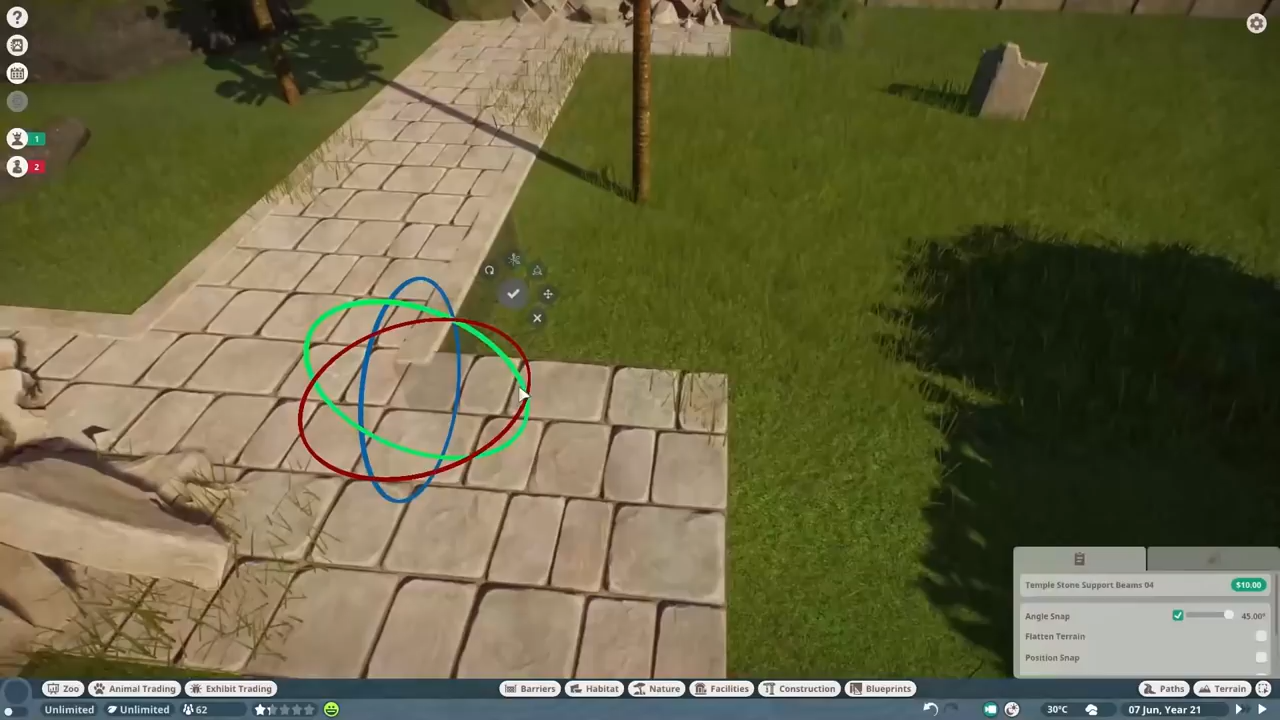 ?
1
2
Temple Stone Support Beams 04 $10.00
Angle Snap 45.00°
Flatten Terrain
Position Snap
Zoo Animal Trading Exhibit Trading Barriers Habitat Nature Facilities Construction Blueprints Paths Terrain
Unlimited Unlimited 62 30°C 07 Jun, Year 21